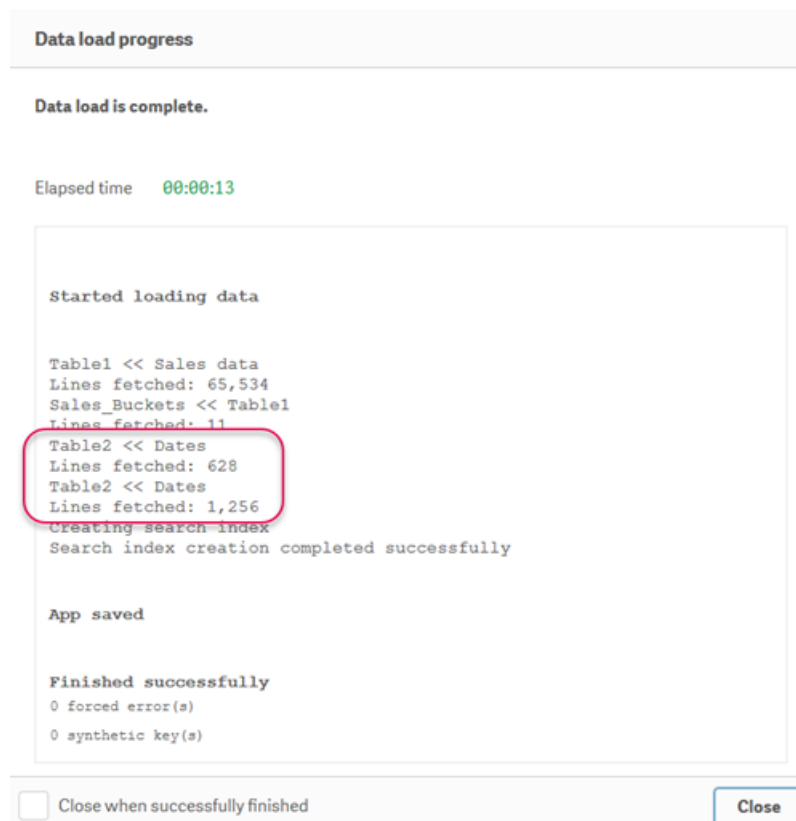 Data load progress
Data load is complete.
Elapsed time 00:00:13
Started loading data
Table1 << Sales data
Lines fetched: 65,534
Sales_Buckets << Table1
Lines fetched: 11
Table2 << Dates
Lines fetched: 628
Table2 << Dates
Lines fetched: 1,256
Creating search index
Search index creation completed successfully
App saved
Finished successfully
0 forced error(s)
0 synthetic key(s)
Close when successfully finished
Close